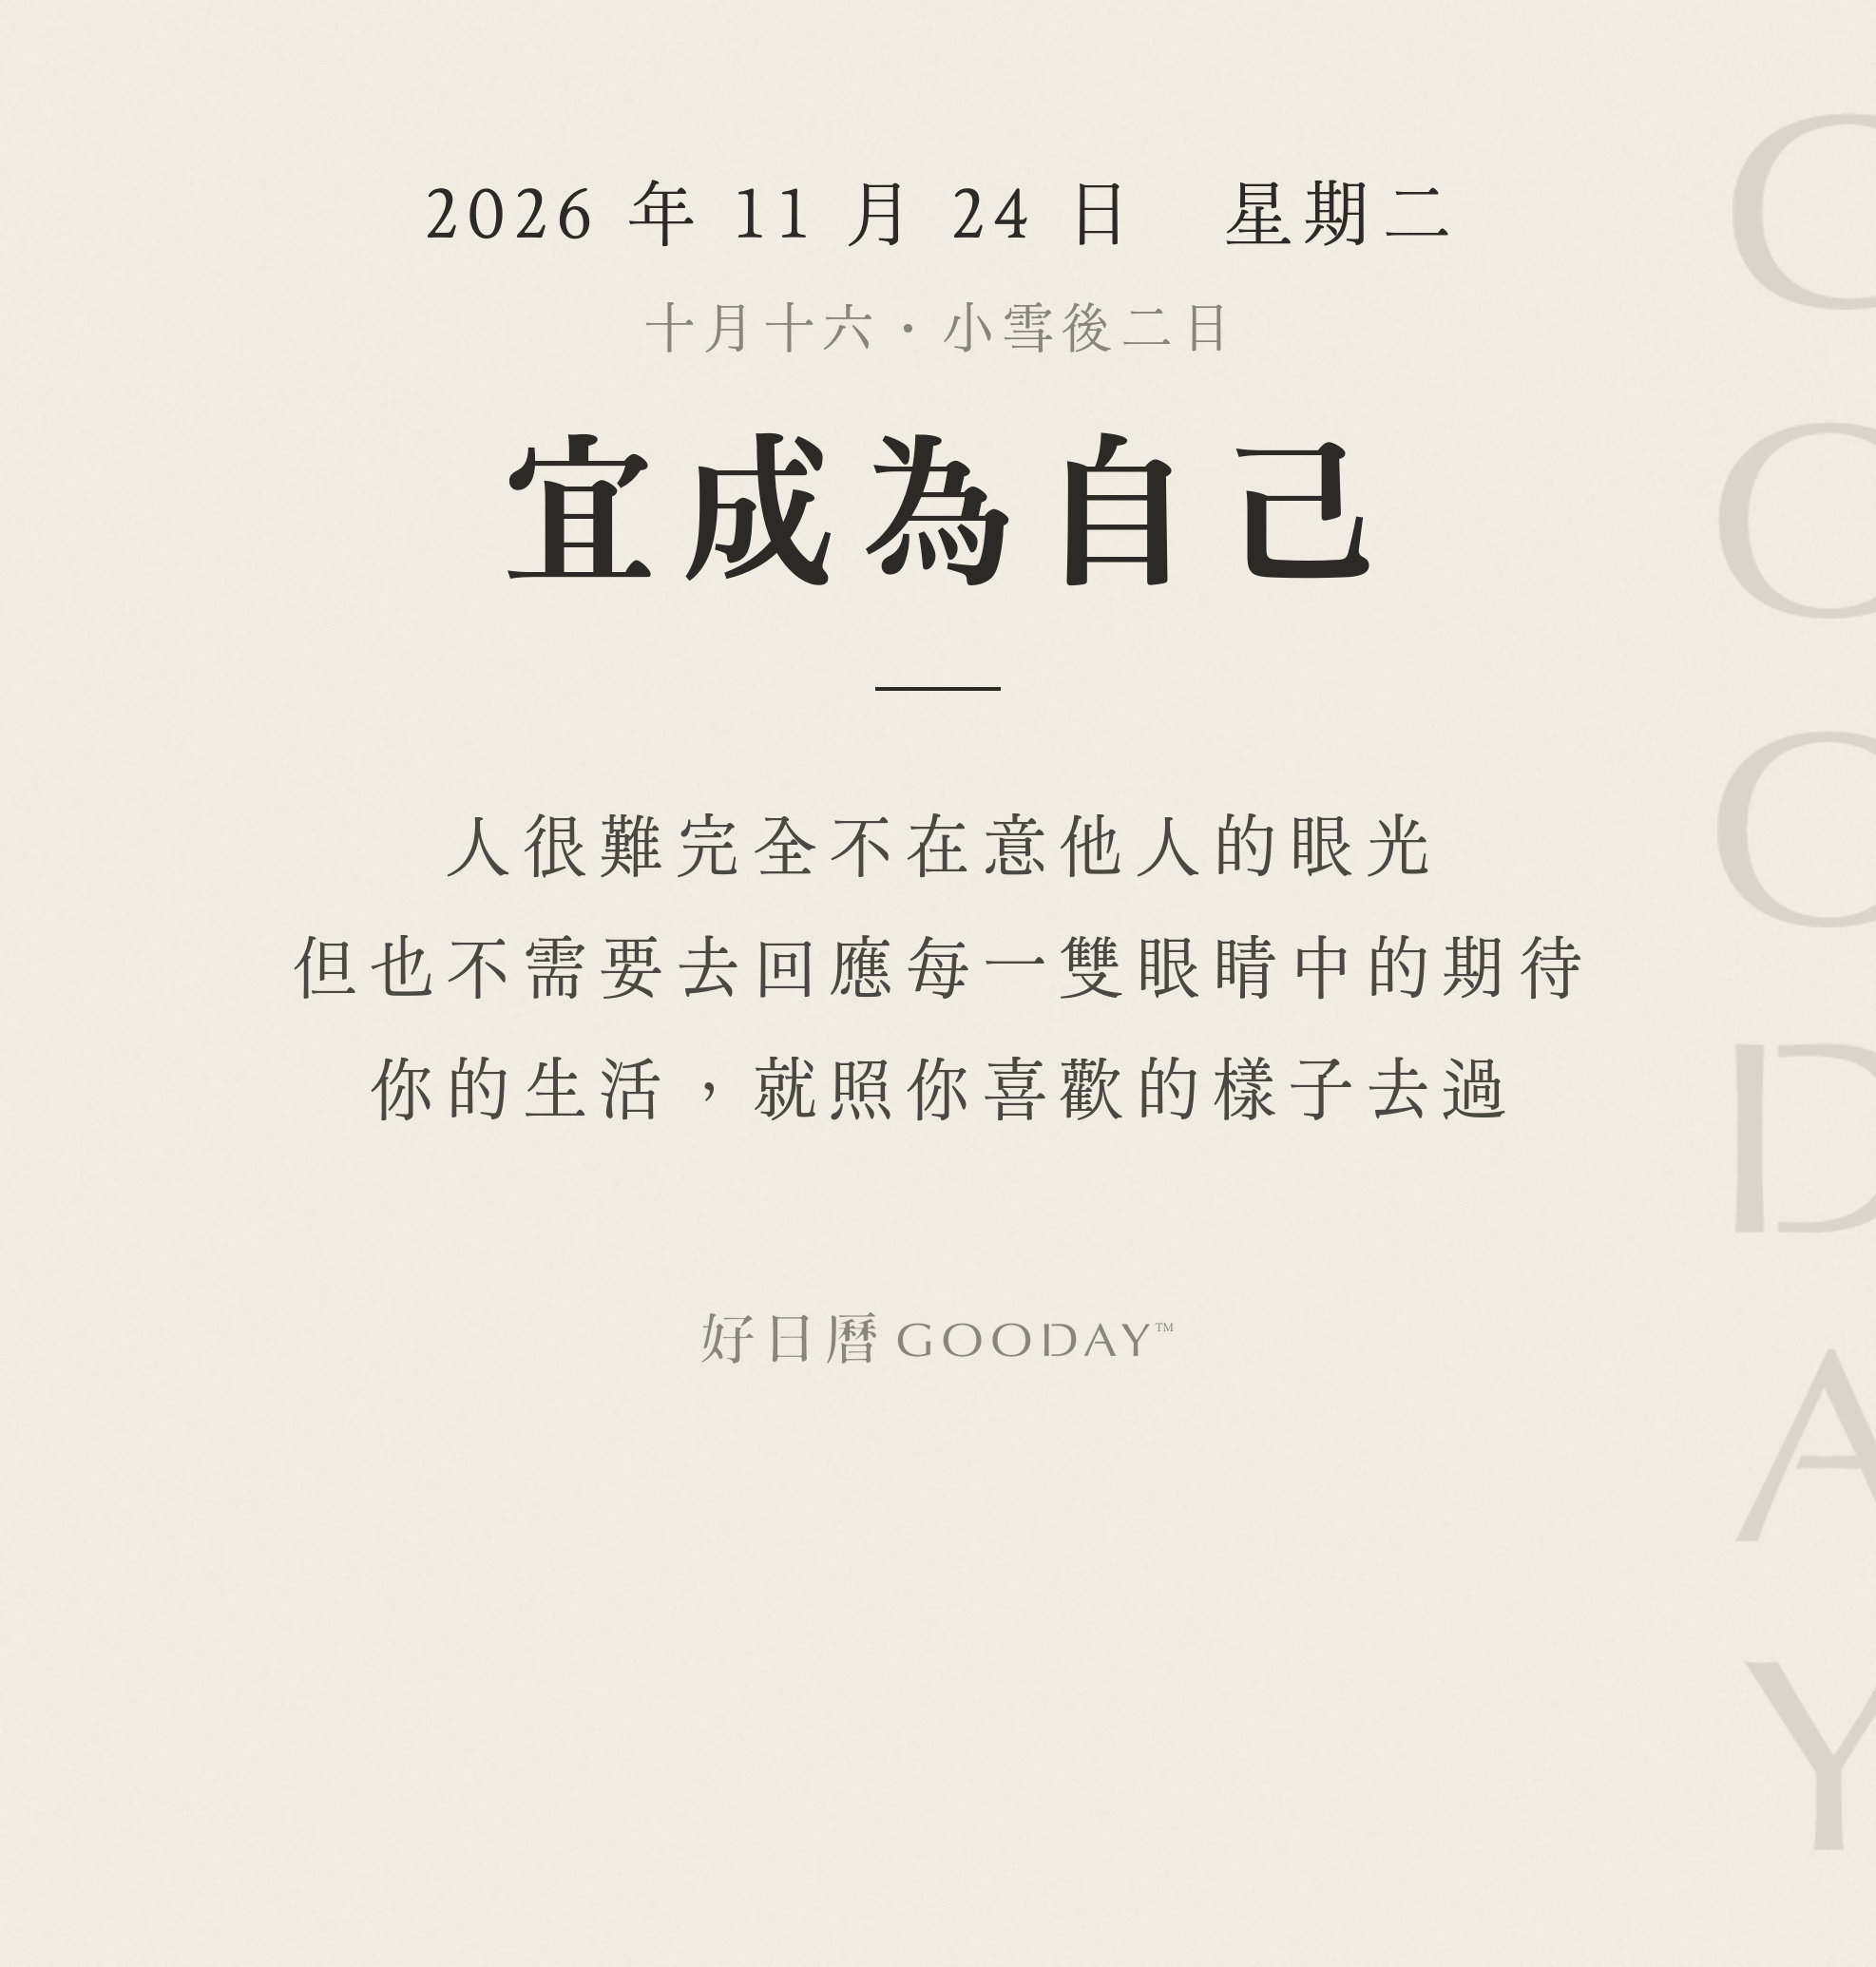 2026 年 11 月 24 日　星期二
十月十六・小雪後二日
宜成為自己
人很難完全不在意他人的眼光
但也不需要去回應每一雙眼睛中的期待
你的生活，就照你喜歡的樣子去過
好日曆 GOODAY™
GOODAY